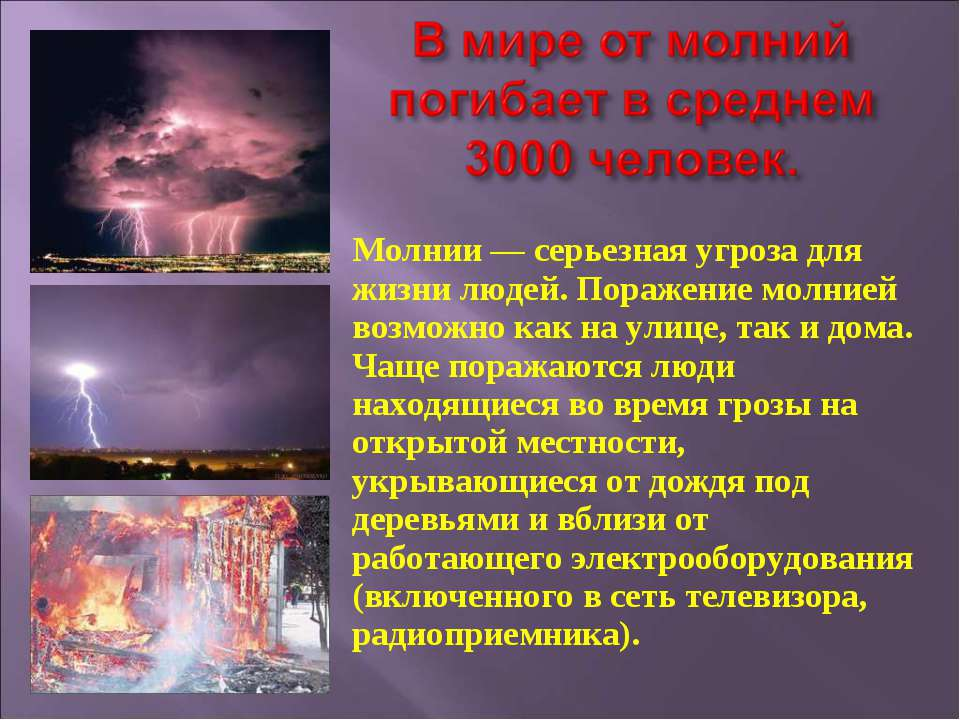 В мире от молний
погибает в среднем
3000 человек.
Молнии — серьезная угроза для
жизни людей. Поражение молнией
возможно как на улице, так и дома.
Чаще поражаются люди
находящиеся во время грозы на
открытой местности,
укрывающиеся от дождя под
деревьями и вблизи от
работающего электрооборудования
(включенного в сеть телевизора,
радиоприемника).